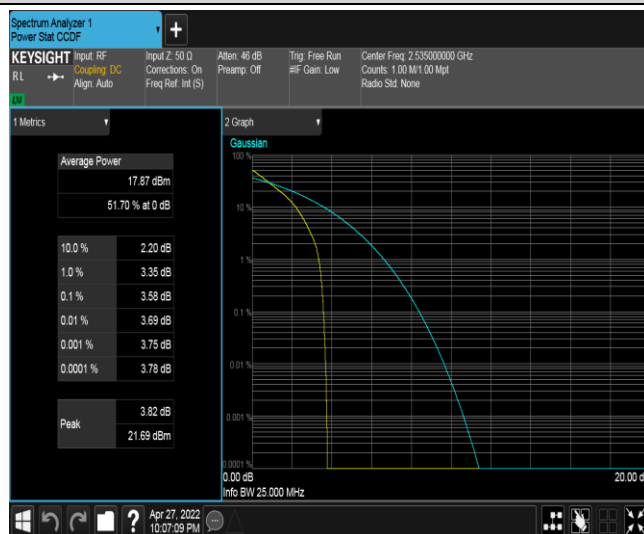 Spectrum Analyzer 1
Power Stat CCDF
KEYSIGHT
RL
LXI
Input: RF
Coupling: DC
Align: Auto
Input Z: 50 Ω
Corrections: On
Freq Ref: Int (S)
Atten: 46 dB
Preamp: Off
Trig: Free Run
#IF Gain: Low
Center Freq: 2.535000000 GHz
Counts: 1.00 M/1.00 Mpt
Radio Std: None
1 Metrics
Average Power
17.87 dBm
51.70 % at 0 dB
10.0 % 2.20 dB
1.0 % 3.35 dB
0.1 % 3.58 dB
0.01 % 3.69 dB
0.001 % 3.75 dB
0.0001 % 3.78 dB
Peak
3.82 dB
21.69 dBm
2 Graph
Gaussian
100 %
10 %
1 %
0.1 %
0.01 %
0.001 %
0.0001 %
0.00 dB
20.00 d
Info BW 25.000 MHz
?
Apr 27, 2022
10:07:09 PM